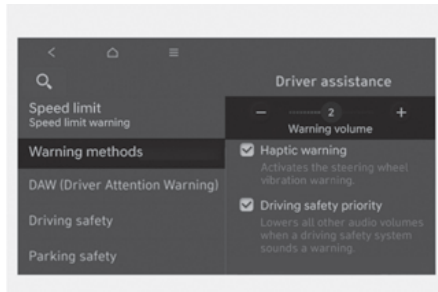 Driver assistance
Speed limit
Speed limit warning
Warning methods
DAW (Driver Attention Warning)
Driving safety
Parking safety
− 2 +
Warning volume
Haptic warning
Activates the steering wheel
vibration warning.
Driving safety priority
Lowers all other audio volumes
when a driving safety system
sounds a warning.